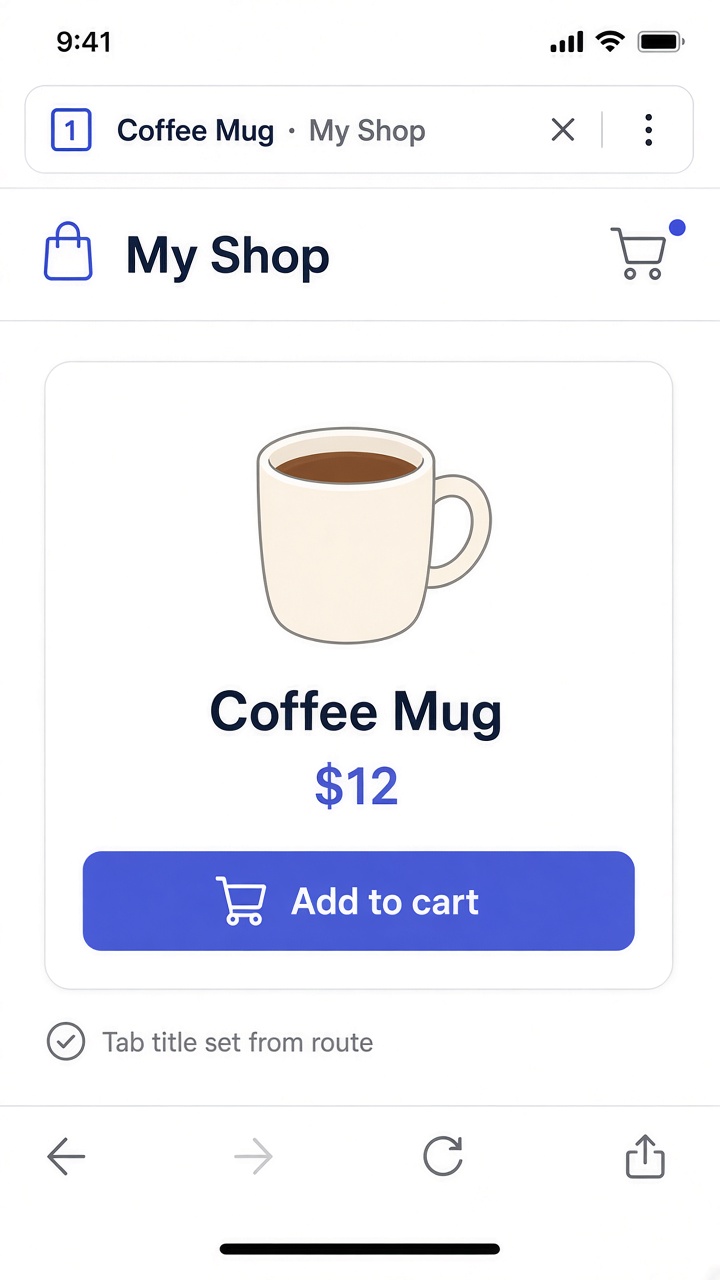 9:41
1 Coffee Mug · My Shop
My Shop
Coffee Mug
$12
Add to cart
Tab title set from route